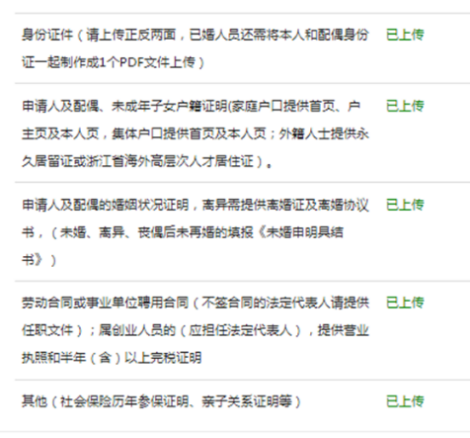 身份证件（请上传正反两面，已婚人员还需将本人和配偶身份 已上传
证一起制作成1个PDF文件上传）
申请人及配偶、未成年子女户籍证明(家庭户口提供首页、户 已上传
主页及本人页，集体户口提供首页及本人页；外籍人士提供永
久居留证或浙江省海外高层次人才居住证）。
申请人及配偶的婚姻状况证明，离异需提供离婚证及离婚协议 已上传
书，（未婚、离异、丧偶后未再婚的填报《未婚申明具结
书》）
劳动合同或事业单位聘用合同（不签合同的法定代表人请提供 已上传
任职文件）；属创业人员的（应担任法定代表人），提供营业
执照和半年（含）以上完税证明
其他（社会保险历年参保证明、亲子关系证明等） 已上传